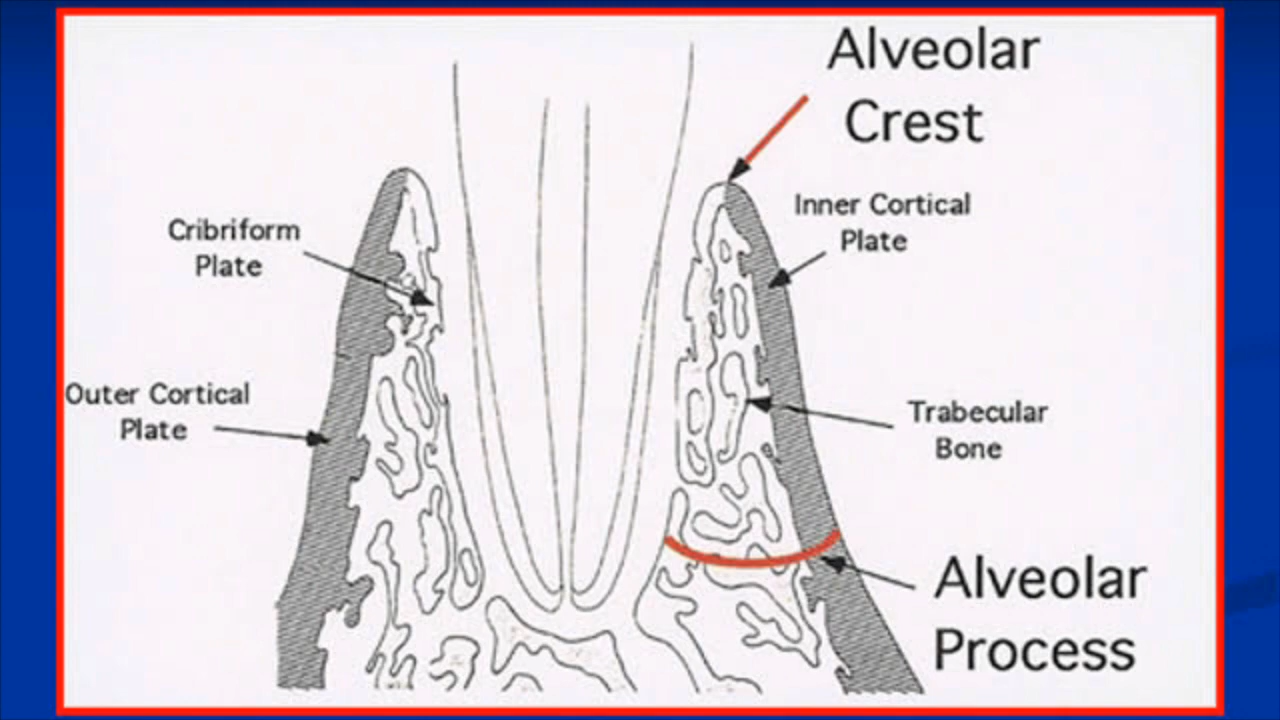 Alveolar
Crest
Inner Cortical
Plate
Cribriform
Plate
Outer Cortical
Plate
Trabecular
Bone
Alveolar
Process